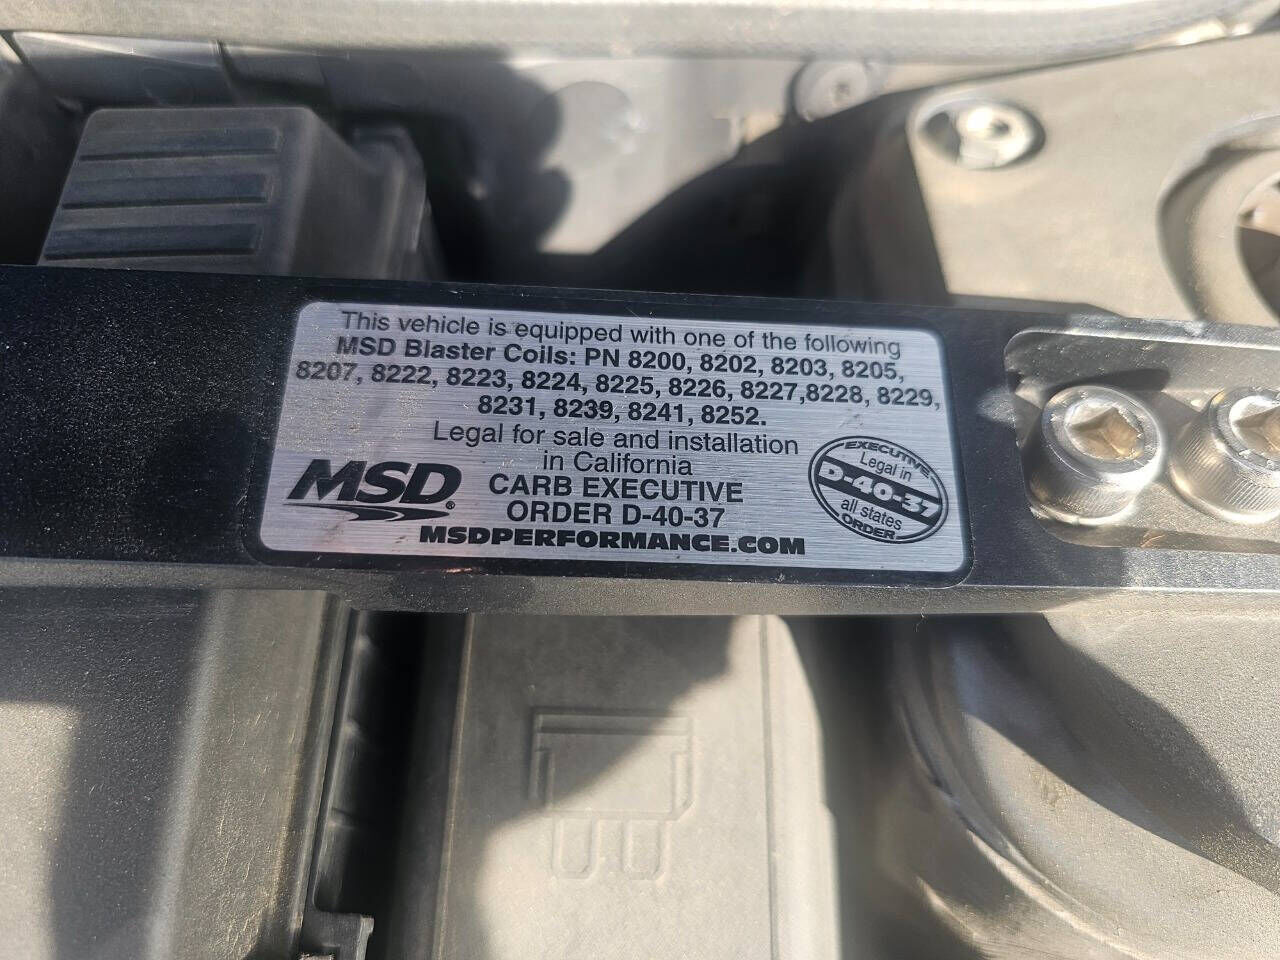 This vehicle is equipped with one of the following
MSD Blaster Coils: PN 8200, 8202, 8203, 8205,
8207, 8222, 8223, 8224, 8225, 8226, 8227,8228, 8229,
8231, 8239, 8241, 8252.
Legal for sale and installation
in California
CARB EXECUTIVE
ORDER D-40-37
MSDPERFORMANCE.COM
MSD®
EXECUTIVE
Legal in
D-40-37
all states
ORDER